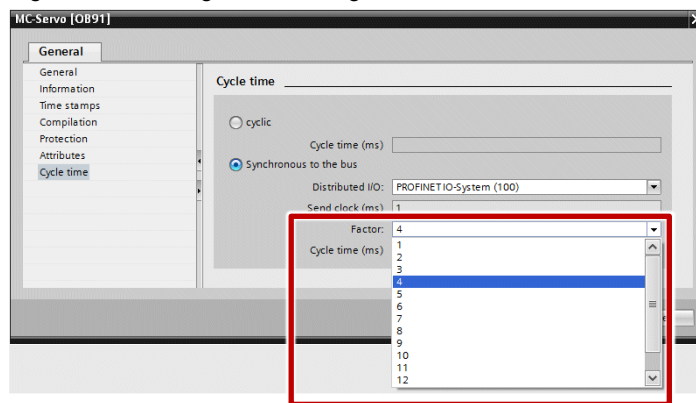 MC-Servo [OB91]
General
General
Information
Time stamps
Compilation
Protection
Attributes
Cycle time
Cycle time
cyclic
Cycle time (ms)
Synchronous to the bus
Distributed I/O: PROFINET IO-System (100)
Send clock (ms) 1
Factor: 4
Cycle time (ms)
1
2
3
4
5
6
7
8
9
10
11
12